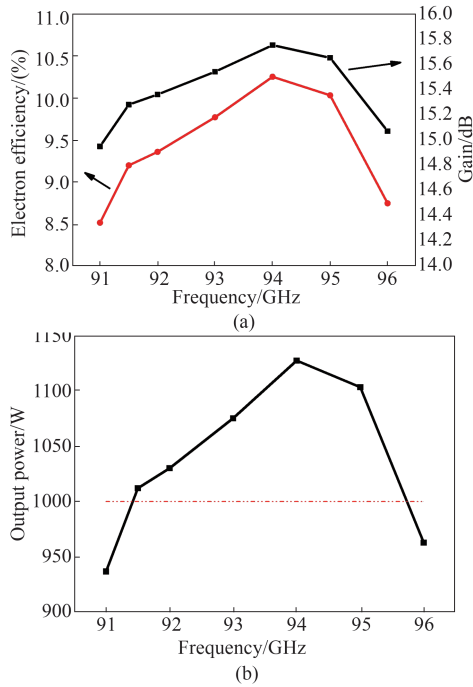 (a)
11.0
10.5
10.0
9.5
9.0
8.5
8.0
Electron efficiency/(%)
16.0
15.8
15.6
15.4
15.2
15.0
14.8
14.6
14.4
14.2
14.0
Gain/dB
91 92 93 94 95 96
Frequency/GHz
(a)
1150
1100
1050
1000
950
900
Output power/W
91 92 93 94 95 96
Frequency/GHz
(b)